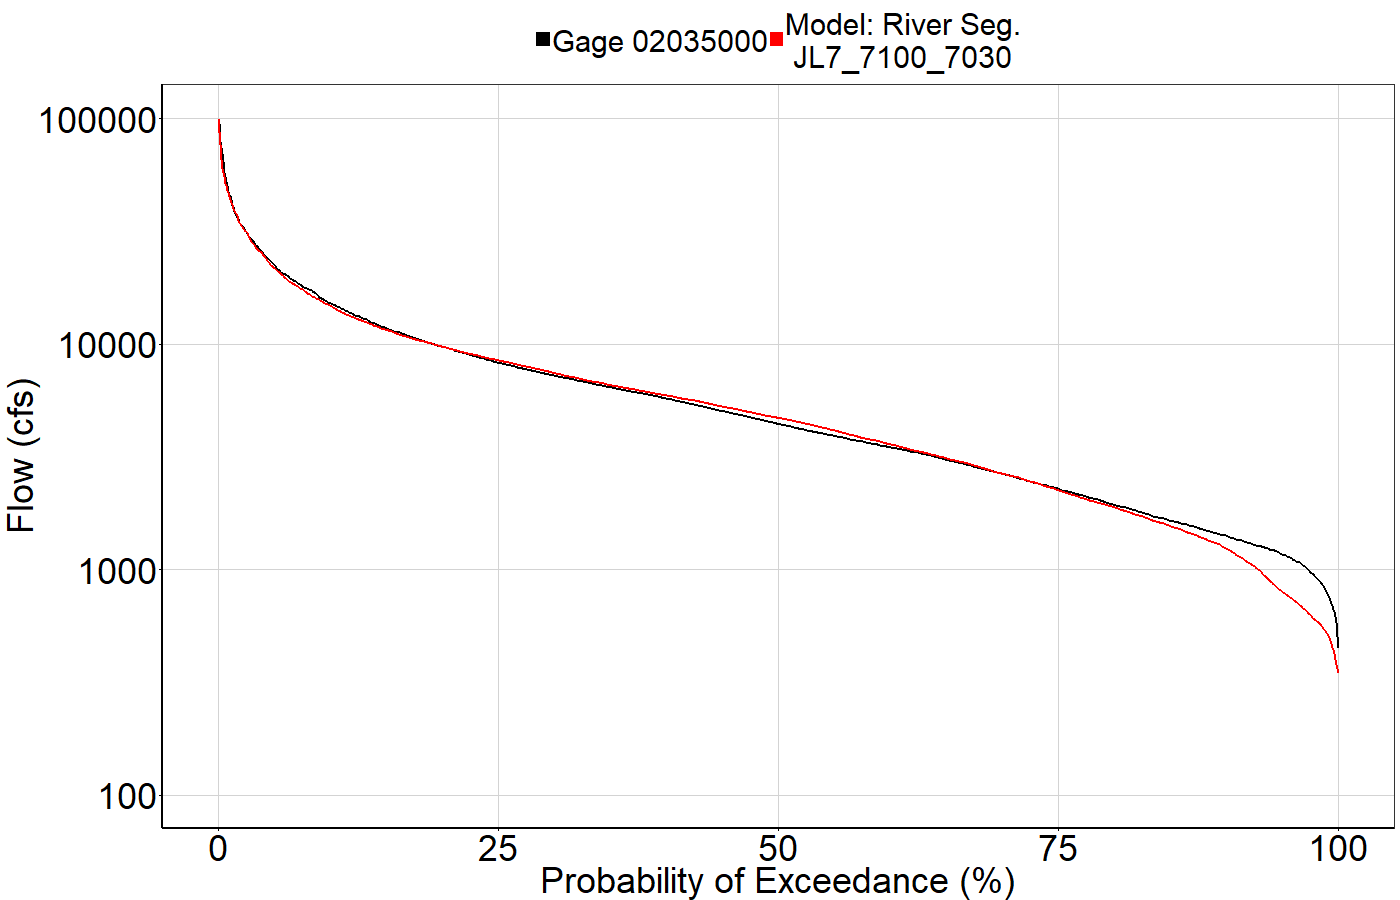 Gage 02035000
Model: River Seg.
JL7_7100_7030
Flow (cfs)
100000
10000
1000
100
0 25 50 75 100
Probability of Exceedance (%)